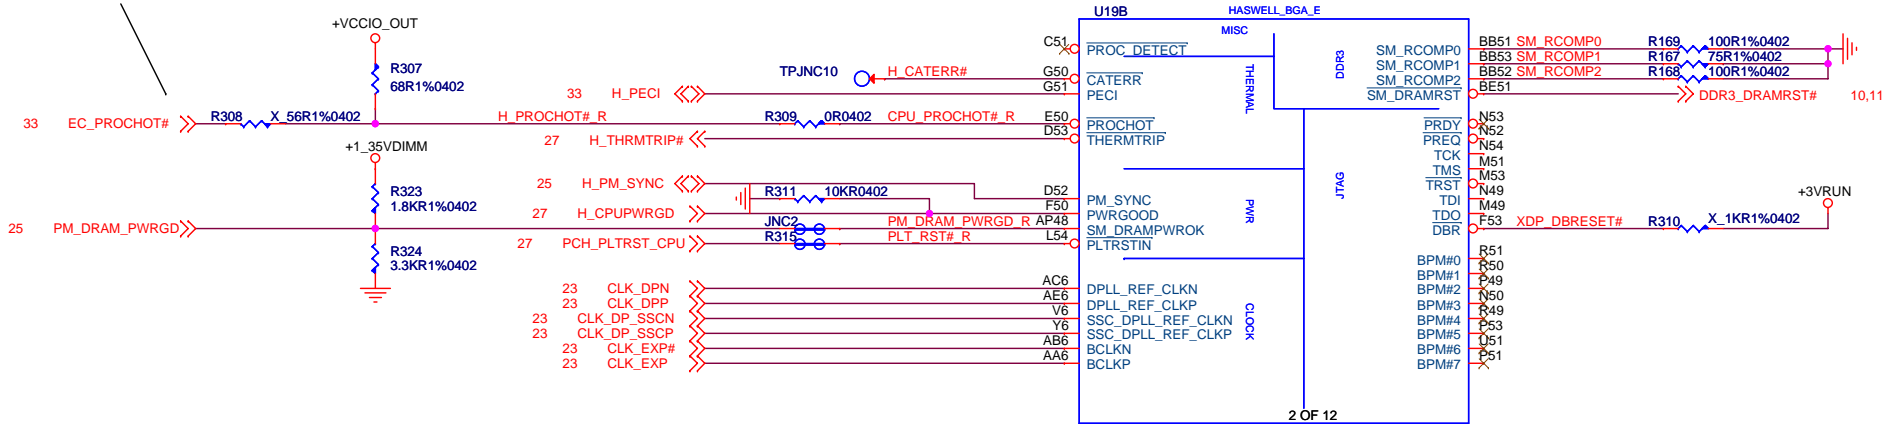 U19B HASWELL_BGA_E
MISC
+VCCIO_OUT
R307
68R1%0402
TPJNC10 H_CATERR#
33 H_PECI
33 EC_PROCHOT# R308 X_56R1%0402 H_PROCHOT#_R R309 0R0402 CPU_PROCHOT#_R
27 H_THRMTRIP#
+1_35VDIMM
R323
1.8KR1%0402
25 H_PM_SYNC
R311 10KR0402
27 H_CPUPWRGD
25 PM_DRAM_PWRGD JNC2 PM_DRAM_PWRGD_R
27 PCH_PLTRST_CPU R315 PLT_RST#_R
R324
3.3KR1%0402
23 CLK_DPN
23 CLK_DPP
23 CLK_DP_SSCN
23 CLK_DP_SSCP
23 CLK_EXP#
23 CLK_EXP
C51 PROC_DETECT
G50 CATERR
G51 PECI
E50 PROCHOT
D53 THERMTRIP
D52 PM_SYNC
F50 PWRGOOD
AP48 SM_DRAMPWROK
L54 PLTRSTIN
AC6 DPLL_REF_CLKN
AE6 DPLL_REF_CLKP
V6 SSC_DPLL_REF_CLKN
Y6 SSC_DPLL_REF_CLKP
AB6 BCLKN
AA6 BCLKP
THERMAL
PWR
CLOCK
DDR3
JTAG
SM_RCOMP0 BB51 SM_RCOMP0 R169 100R1%0402
SM_RCOMP1 BB53 SM_RCOMP1 R167 75R1%0402
SM_RCOMP2 BB52 SM_RCOMP2 R168 100R1%0402
SM_DRAMRST BE51 DDR3_DRAMRST# 10,11
PRDY N53
PREQ N52
TCK N54
TMS M51
TRST M53
TDI N49
TDO M49
DBR F53 XDP_DBRESET# R310 X_1KR1%0402
+3VRUN
BPM#0 R51
BPM#1 R50
BPM#2 P49
BPM#3 N50
BPM#4 R49
BPM#5 P53
BPM#6 U51
BPM#7 P51
2 OF 12